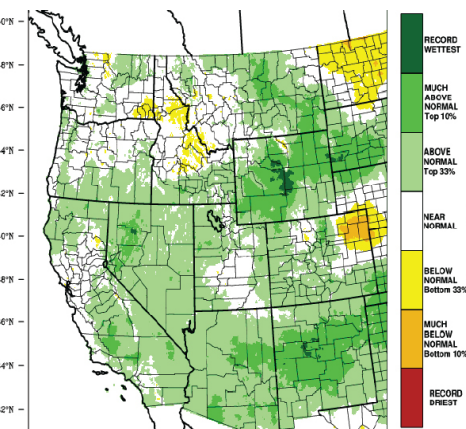 8°N
6°N
4°N
2°N
0°N
8°N
6°N
4°N
2°N
RECORD
WETTEST
MUCH
ABOVE
NORMAL
Top 10%
ABOVE
NORMAL
Top 33%
NEAR
NORMAL
BELOW
NORMAL
Bottom 33%
MUCH
BELOW
NORMAL
Bottom 10%
RECORD
DRIEST